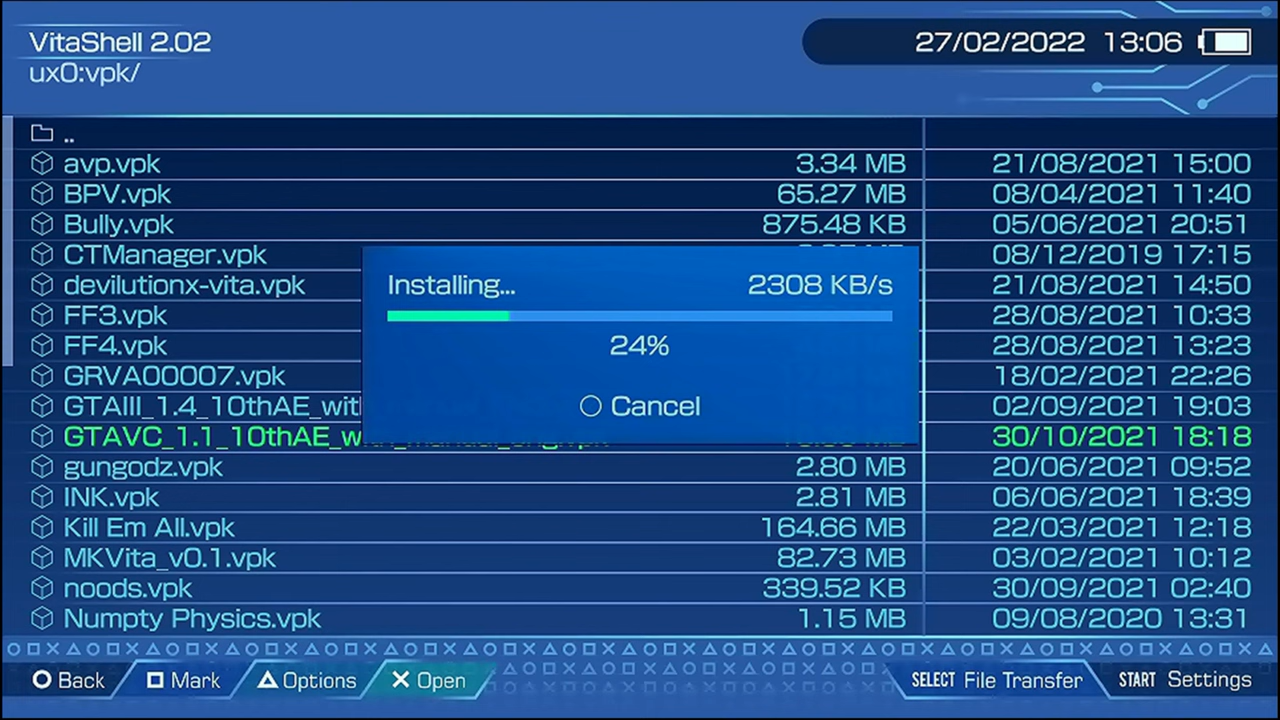 VitaShell 2.02
27/02/2022 13:06
ux0:vpk/
..
avp.vpk 3.34 MB 21/08/2021 15:00
BPV.vpk 65.27 MB 08/04/2021 11:40
Bully.vpk 875.48 KB 05/06/2021 20:51
CTManager.vpk 08/12/2019 17:15
devilutionx-vita.vpk 21/08/2021 14:50
FF3.vpk 28/08/2021 10:33
FF4.vpk 28/08/2021 13:23
GRVA00007.vpk 18/02/2021 22:26
GTAIII_1.4_10thAE_wit 02/09/2021 19:03
GTAVC_1.1_10thAE_with_manual_eng.vpk 30/10/2021 18:18
gungodz.vpk 2.80 MB 20/06/2021 09:52
INK.vpk 2.81 MB 06/06/2021 18:39
Kill Em All.vpk 164.66 MB 22/03/2021 12:18
MKVita_v0.1.vpk 82.73 MB 03/02/2021 10:12
noods.vpk 339.52 KB 30/09/2021 02:40
Numpty Physics.vpk 1.15 MB 09/08/2020 13:31
Installing... 2308 KB/s
24%
Cancel
Back Mark Options Open SELECT File Transfer START Settings